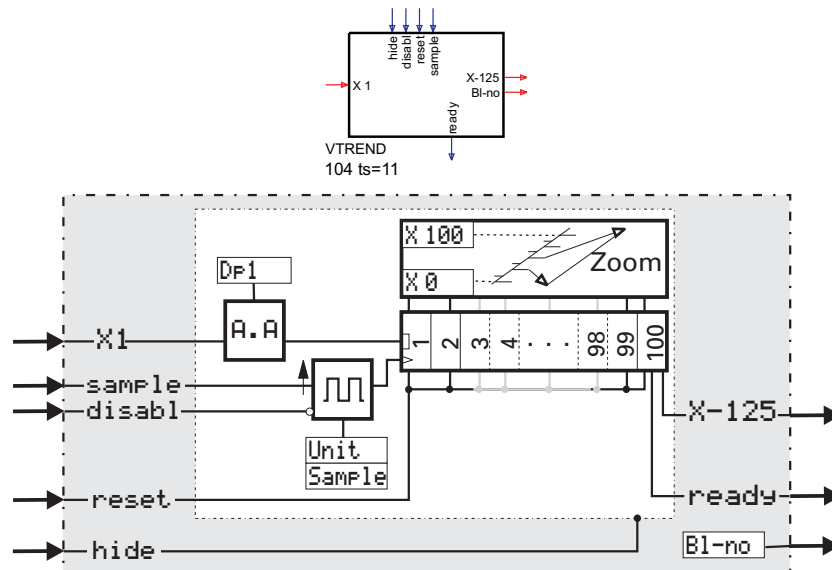 hide
disabl
reset
sample
X 1
X-125
Bl-no
ready
VTREND
104 ts=11
X 100
X 0
Zoom
Dp1
A.A
1 2 3 4 . . . 98 99 100
X1
sample
disabl
Unit
Sample
X-125
reset
ready
hide
Bl-no